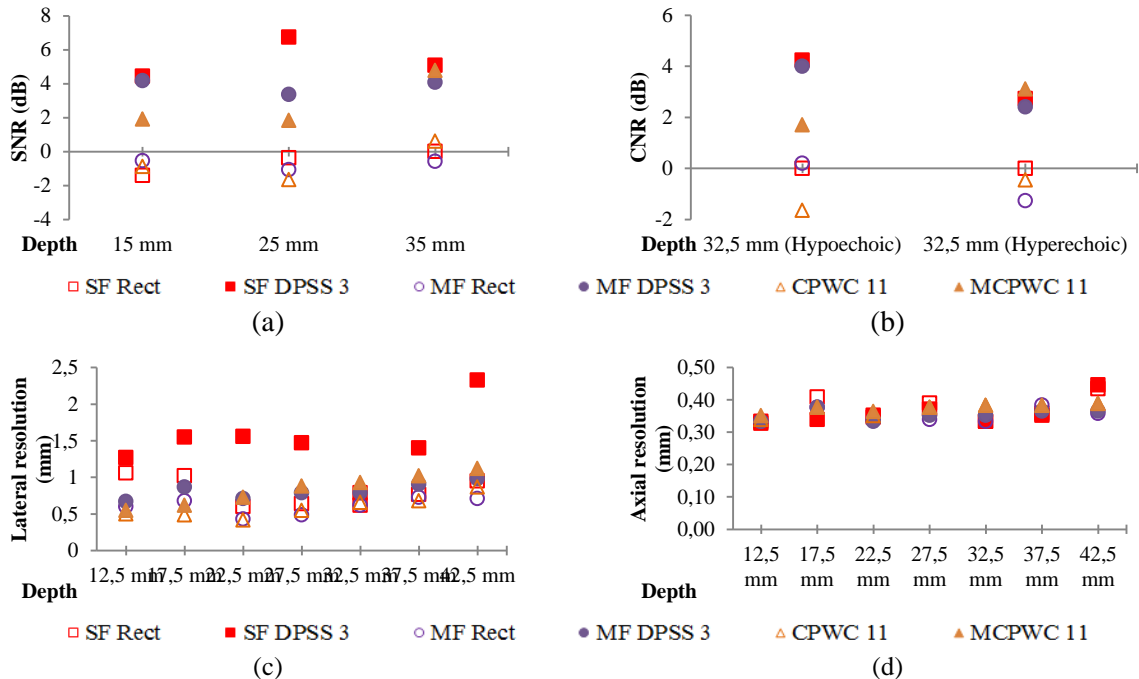 8
6
4
2
0
-2
-4
SNR (dB)
Depth 15 mm 25 mm 35 mm
6
4
2
0
-2
CNR (dB)
Depth 32,5 mm (Hypoechoic) 32,5 mm (Hyperechoic)
SF Rect SF DPSS 3 MF Rect MF DPSS 3 CPWC 11 MCPWC 11
(a) (b)
2,5
2
1,5
1
0,5
0
Lateral resolution
(mm)
12,5 mm 17,5 mm 22,5 mm 27,5 mm 32,5 mm 37,5 mm 42,5 mm
Depth
0,50
0,40
0,30
0,20
0,10
0,00
Axial resolution
(mm)
12,5 17,5 22,5 27,5 32,5 37,5 42,5
mm mm mm mm mm mm mm
Depth
SF Rect SF DPSS 3 MF Rect MF DPSS 3 CPWC 11 MCPWC 11
(c) (d)